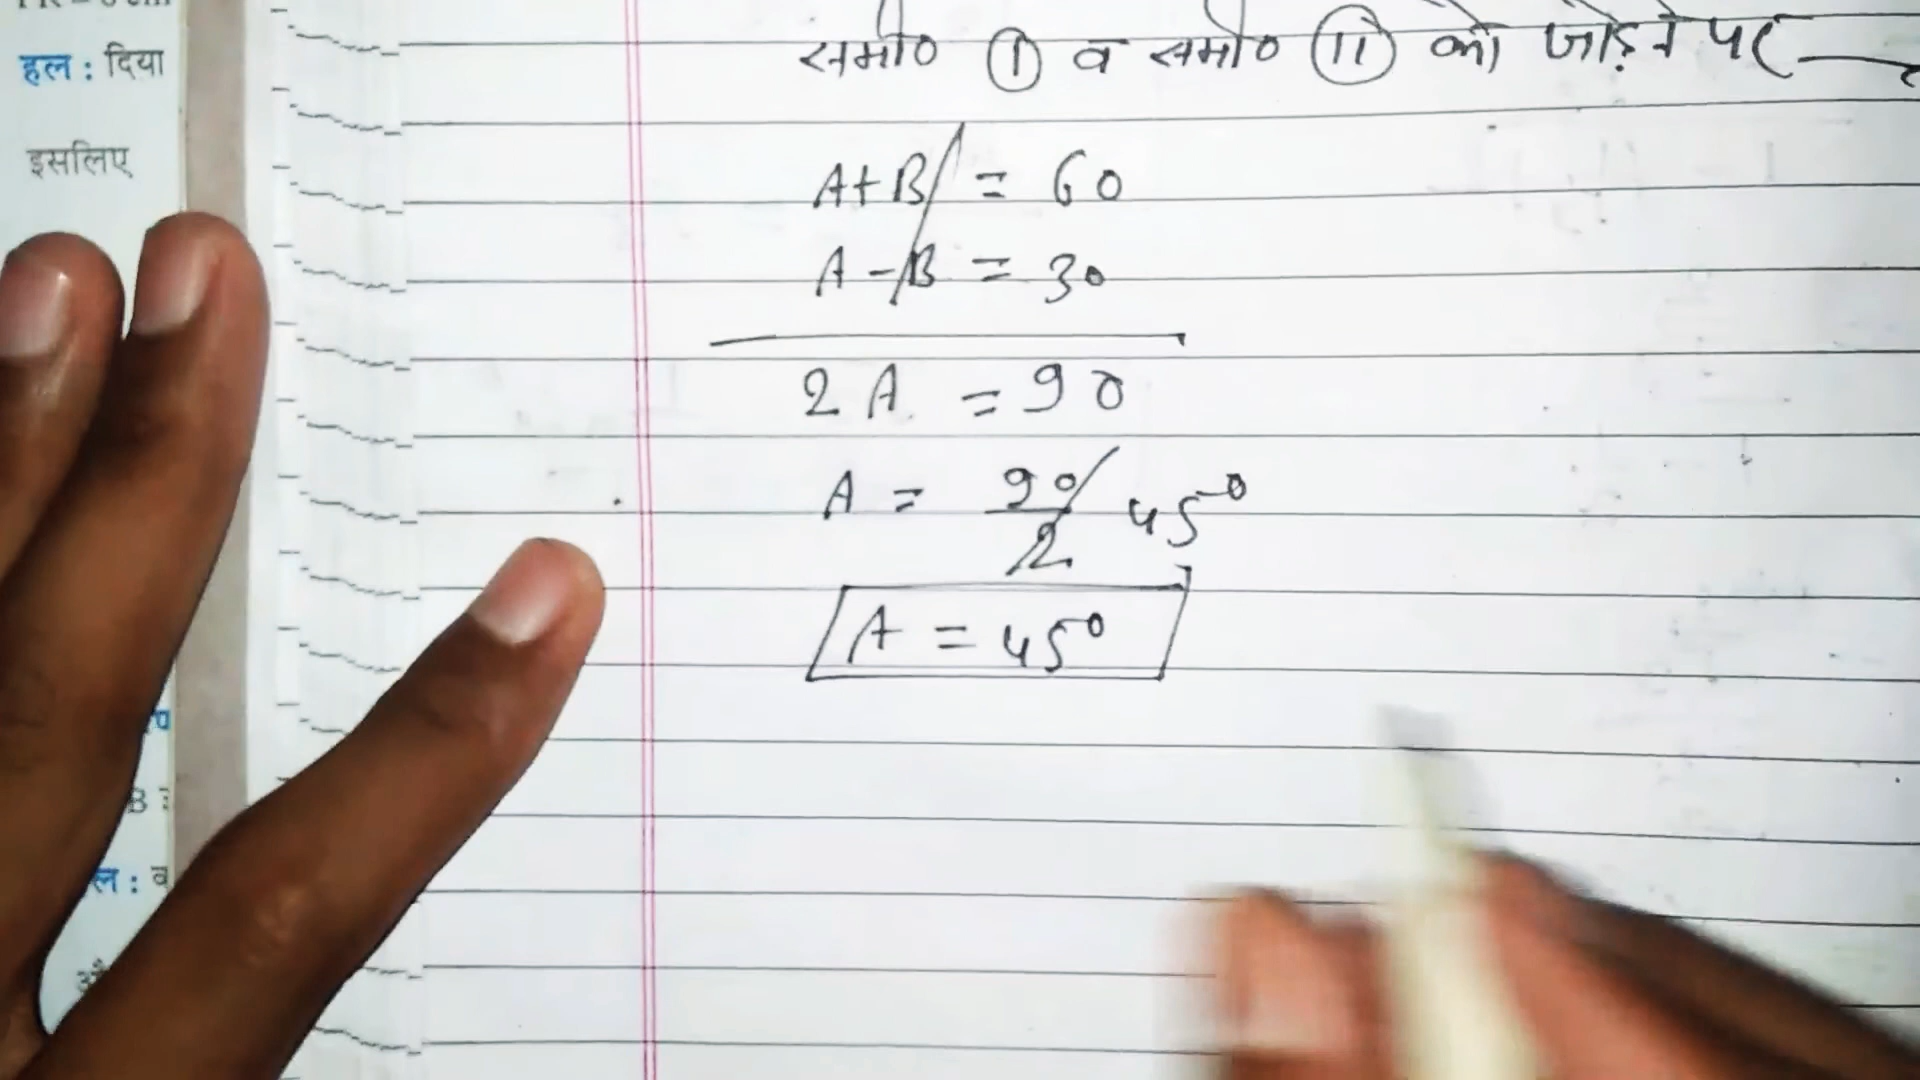 हल : दिया
इसलिए
समी० I व समी० II को जोड़ने पर
A+B = 60
A-B = 30
2A = 90
A = 90/2 45°
A = 45°